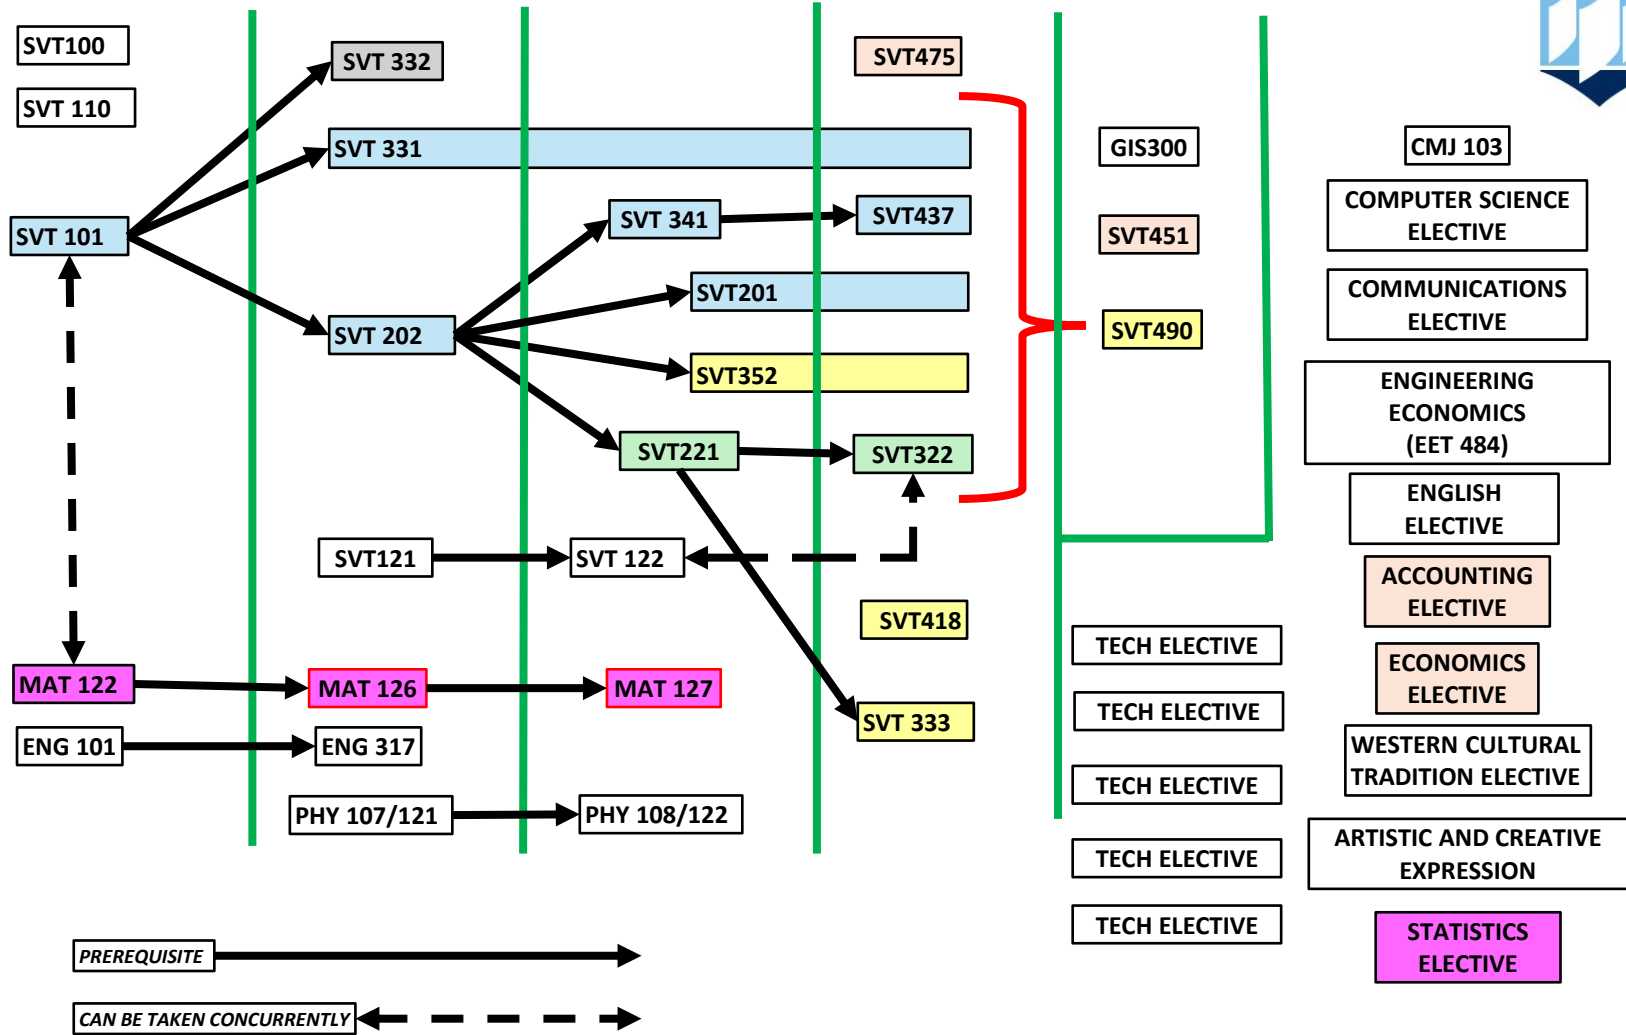 SVT100
SVT 110
SVT 101
MAT 122
ENG 101
SVT 332
SVT 331
SVT 202
SVT121
MAT 126
ENG 317
PHY 107/121
SVT 341
SVT201
SVT352
SVT221
SVT 122
MAT 127
PHY 108/122
SVT475
SVT437
SVT322
SVT418
SVT 333
GIS300
SVT451
SVT490
TECH ELECTIVE
TECH ELECTIVE
TECH ELECTIVE
TECH ELECTIVE
TECH ELECTIVE
CMJ 103
COMPUTER SCIENCE
ELECTIVE
COMMUNICATIONS
ELECTIVE
ENGINEERING
ECONOMICS
(EET 484)
ENGLISH
ELECTIVE
ACCOUNTING
ELECTIVE
ECONOMICS
ELECTIVE
WESTERN CULTURAL
TRADITION ELECTIVE
ARTISTIC AND CREATIVE
EXPRESSION
STATISTICS
ELECTIVE
PREREQUISITE
CAN BE TAKEN CONCURRENTLY